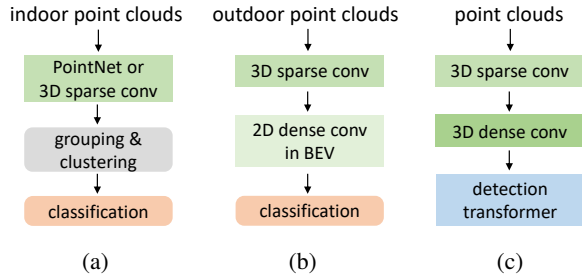 indoor point clouds
PointNet or
3D sparse conv
grouping &
clustering
classification
(a)
outdoor point clouds
3D sparse conv
2D dense conv
in BEV
classification
(b)
point clouds
3D sparse conv
3D dense conv
detection
transformer
(c)